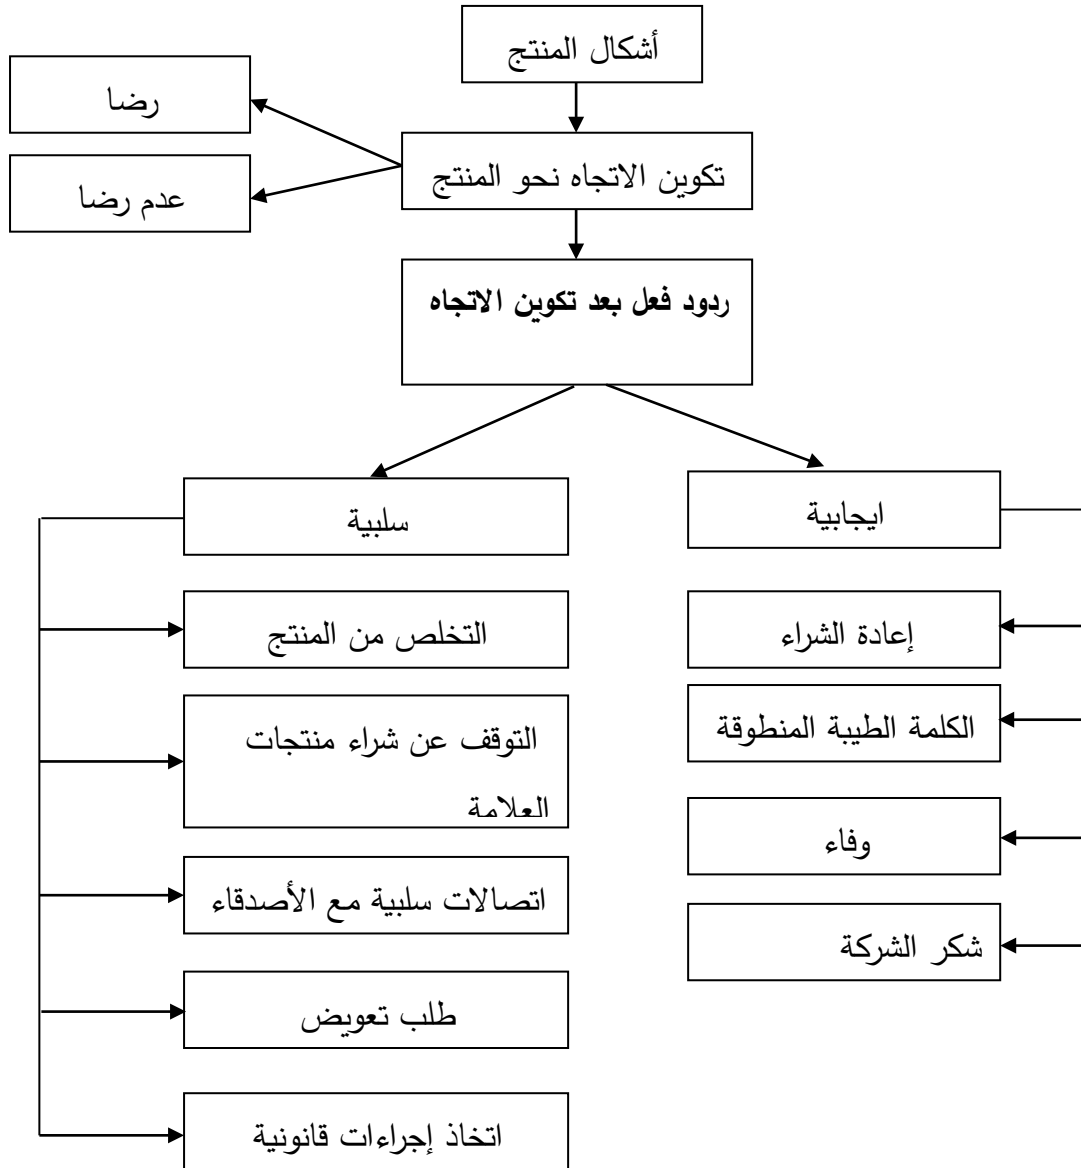 أشكال المنتج
رضا
تكوين الاتجاه نحو المنتج
عدم رضا
ردود فعل بعد تكوين الاتجاه
ايجابية
سلبية
إعادة الشراء
الكلمة الطيبة المنطوقة
وفاء
شكر الشركة
التخلص من المنتج
التوقف عن شراء منتجات
العلامة
اتصالات سلبية مع الأصدقاء
طلب تعويض
اتخاذ إجراءات قانونية